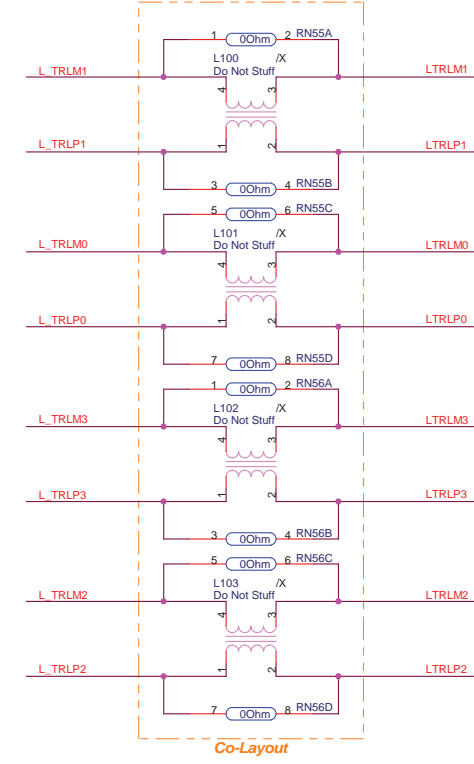 1 0Ohm 2 RN55A
L100 /X
L_TRLM1 Do Not Stuff LTRLM1
4 3
L_TRLP1 1 2 LTRLP1
3 0Ohm 4 RN55B
5 0Ohm 6 RN55C
L101 /X
L_TRLM0 Do Not Stuff LTRLM0
4 3
L_TRLP0 1 2 LTRLP0
7 0Ohm 8 RN55D
1 0Ohm 2 RN56A
L102 /X
L_TRLM3 Do Not Stuff LTRLM3
4 3
L_TRLP3 1 2 LTRLP3
3 0Ohm 4 RN56B
5 0Ohm 6 RN56C
L103 /X
L_TRLM2 Do Not Stuff LTRLM2
4 3
L_TRLP2 1 2 LTRLP2
7 0Ohm 8 RN56D
Co-Layout